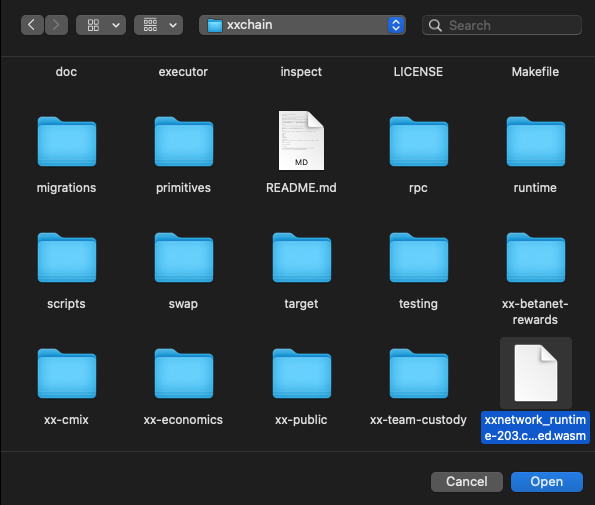 xxchain
Search
doc
executor
inspect
LICENSE
Makefile
migrations
primitives
MD
README.md
rpc
runtime
scripts
swap
target
testing
xx-betanet-
rewards
xx-cmix
xx-economics
xx-public
xx-team-custody
xxnetwork_runtim
e-203.c...ed.wasm
Cancel
Open